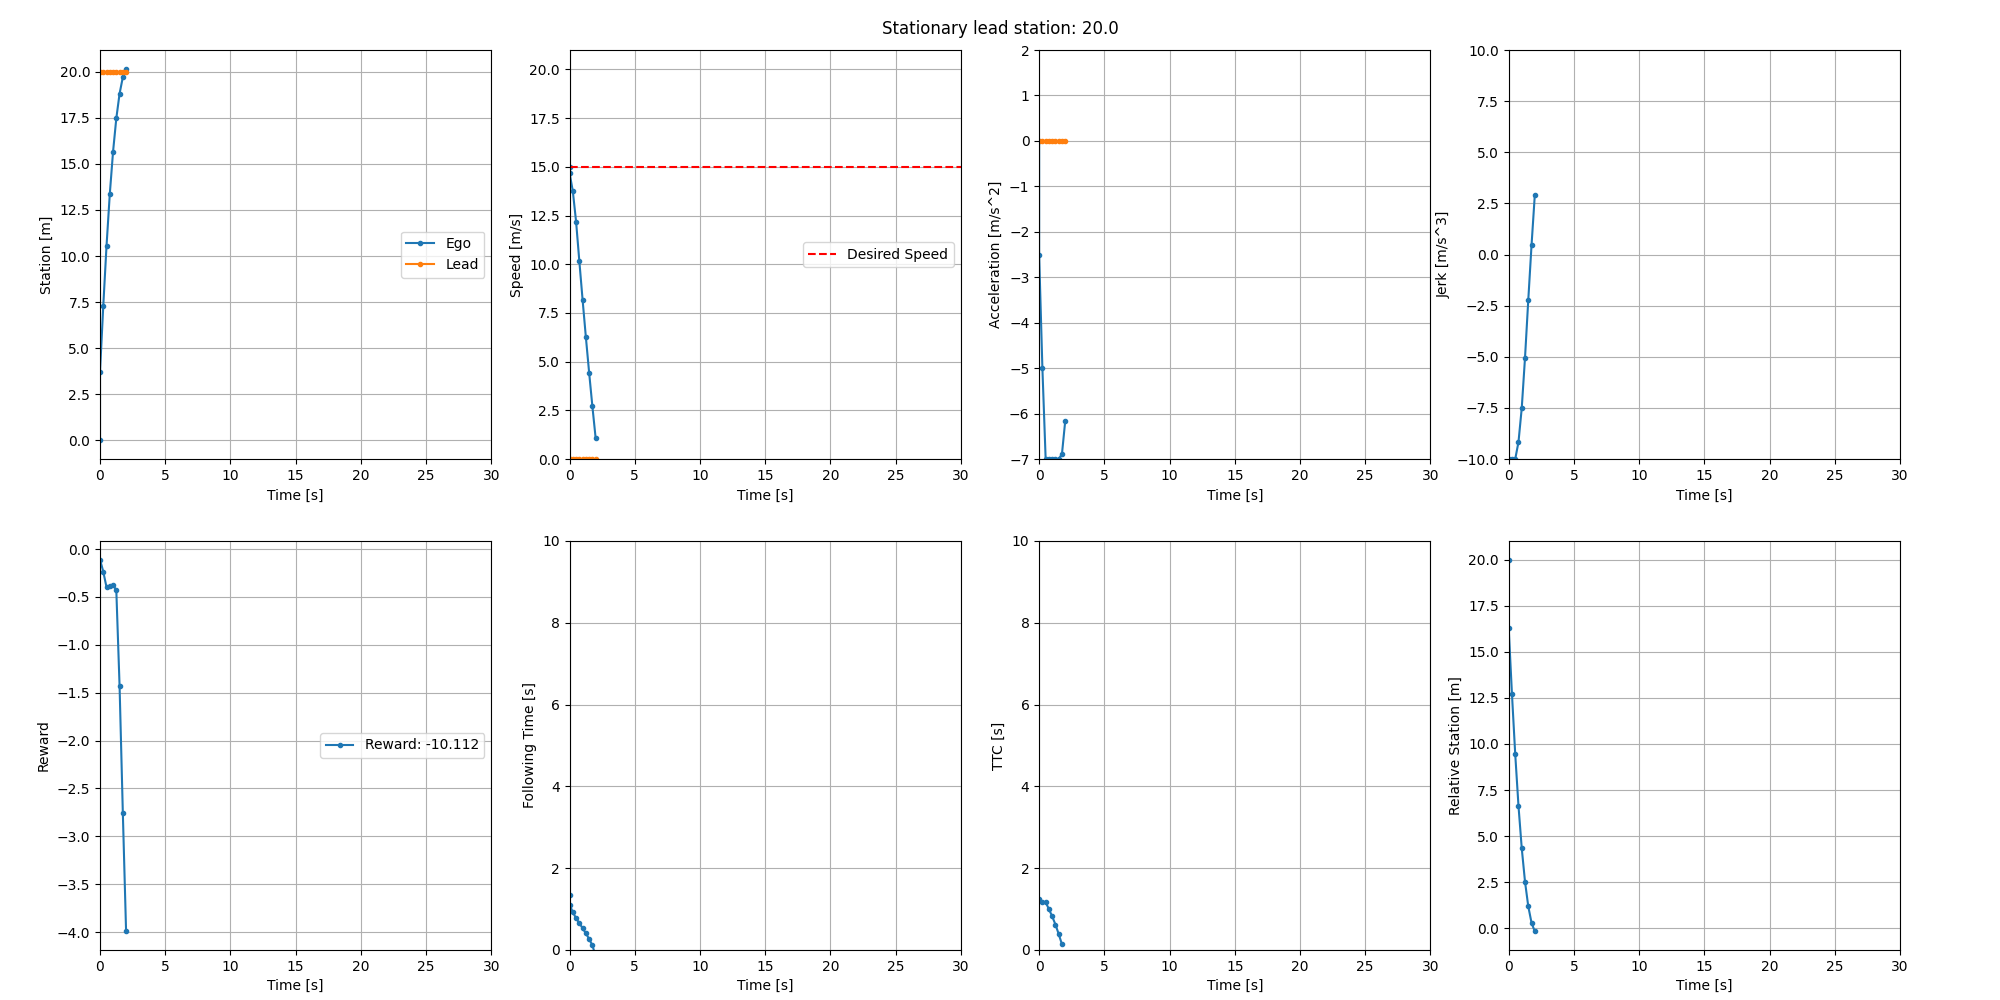 Stationary lead station: 20.0
Station [m]
20.0
17.5
15.0
12.5
10.0
7.5
5.0
2.5
0.0
Ego
Lead
0 5 10 15 20 25 30
Time [s]
Speed [m/s]
20.0
17.5
15.0
12.5
10.0
7.5
5.0
2.5
0.0
Desired Speed
0 5 10 15 20 25 30
Time [s]
Acceleration [m/s^2]
2
1
0
−1
−2
−3
−4
−5
−6
−7
0 5 10 15 20 25 30
Time [s]
Jerk [m/s^3]
10.0
7.5
5.0
2.5
0.0
−2.5
−5.0
−7.5
−10.0
0 5 10 15 20 25 30
Time [s]
Reward
0.0
−0.5
−1.0
−1.5
−2.0
−2.5
−3.0
−3.5
−4.0
Reward: -10.112
0 5 10 15 20 25 30
Time [s]
Following Time [s]
10
8
6
4
2
0
0 5 10 15 20 25 30
Time [s]
TTC [s]
10
8
6
4
2
0
0 5 10 15 20 25 30
Time [s]
Relative Station [m]
20.0
17.5
15.0
12.5
10.0
7.5
5.0
2.5
0.0
0 5 10 15 20 25 30
Time [s]